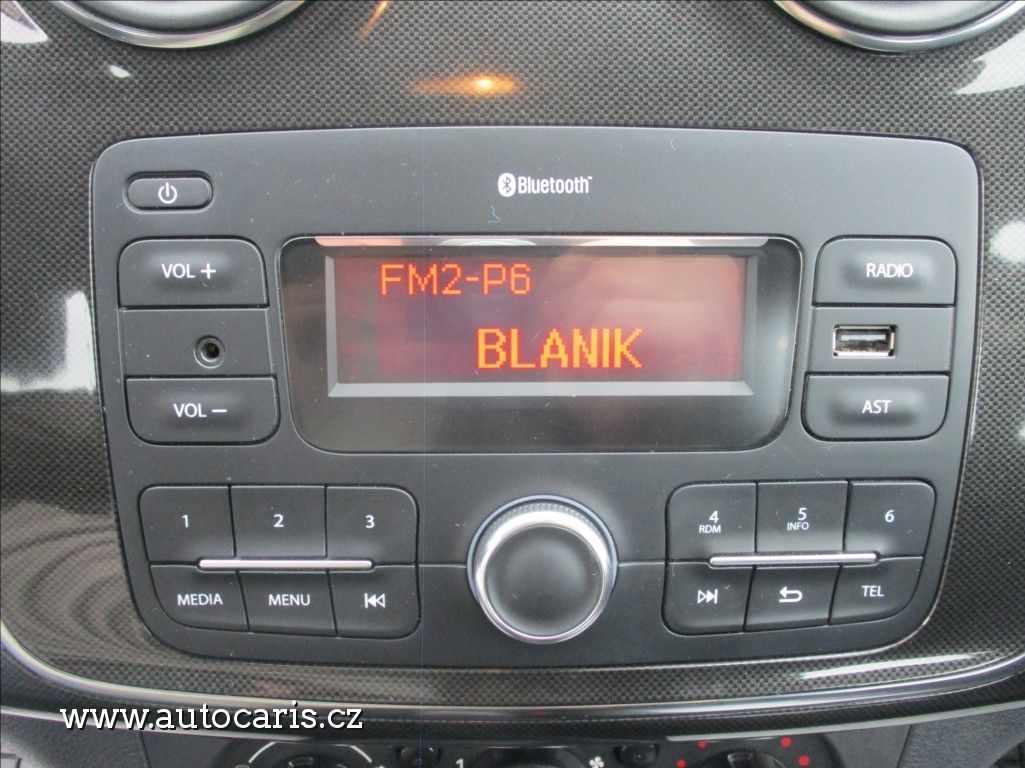 Bluetooth
VOL +
FM2-P6
RADIO
BLANIK
VOL −
AST
1 2 3 4 5 6
RDM INFO
MEDIA MENU TEL
www.autocaris.cz
1